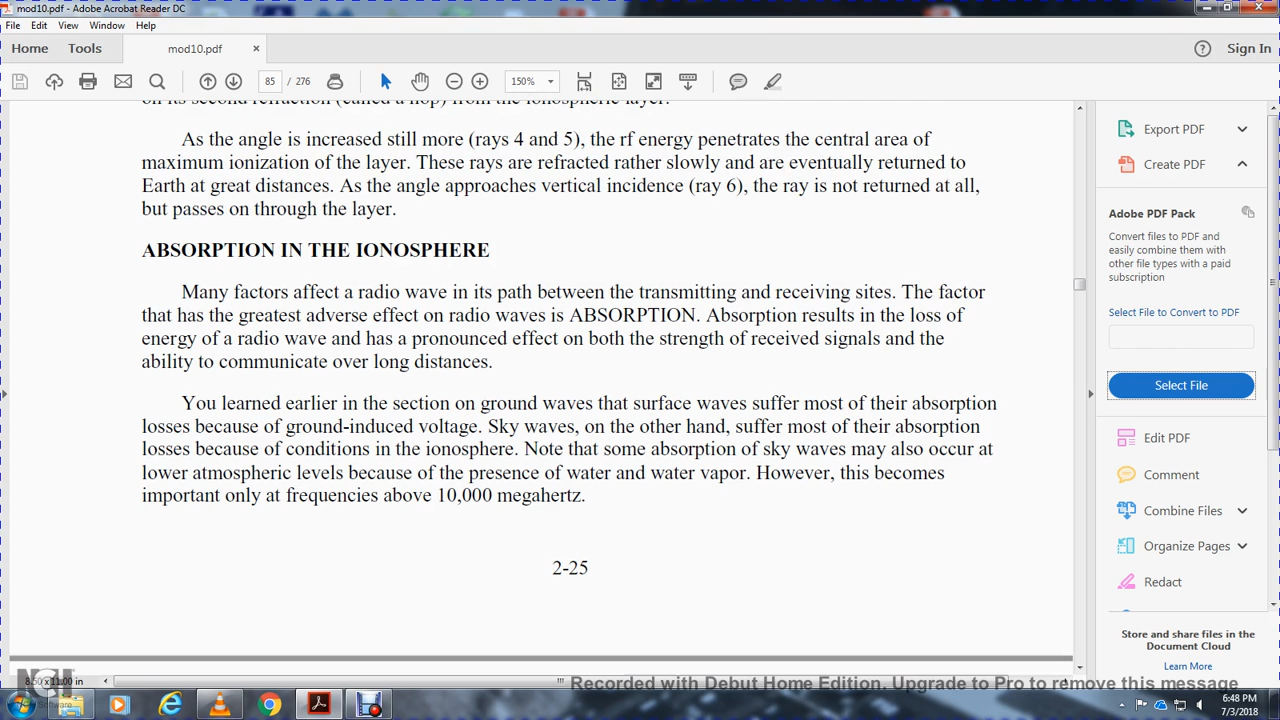 mod10.pdf - Adobe Acrobat Reader DC
File Edit View Window Help
Home Tools mod10.pdf × Sign In
85 / 276 150%
on its second refraction (called a hop) from the ionospheric layer.
As the angle is increased still more (rays 4 and 5), the rf energy penetrates the central area of
maximum ionization of the layer. These rays are refracted rather slowly and are eventually returned to
Earth at great distances. As the angle approaches vertical incidence (ray 6), the ray is not returned at all,
but passes on through the layer.
ABSORPTION IN THE IONOSPHERE
Many factors affect a radio wave in its path between the transmitting and receiving sites. The factor
that has the greatest adverse effect on radio waves is ABSORPTION. Absorption results in the loss of
energy of a radio wave and has a pronounced effect on both the strength of received signals and the
ability to communicate over long distances.
You learned earlier in the section on ground waves that surface waves suffer most of their absorption
losses because of ground-induced voltage. Sky waves, on the other hand, suffer most of their absorption
losses because of conditions in the ionosphere. Note that some absorption of sky waves may also occur at
lower atmospheric levels because of the presence of water and water vapor. However, this becomes
important only at frequencies above 10,000 megahertz.
2-25
Export PDF
Create PDF
Adobe PDF Pack
Convert files to PDF and
easily combine them with
other file types with a paid
subscription
Select File to Convert to PDF
Select File
Edit PDF
Comment
Combine Files
Organize Pages
Redact
Store and share files in the
Document Cloud
Learn More
8.50 x 11.00 in
NCH Software
Recorded with Debut Home Edition. Upgrade to Pro to remove this message
6:48 PM
7/3/2018